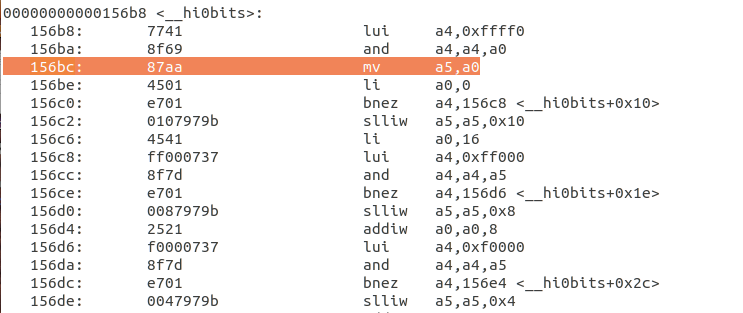 00000000000156b8 <__hi0bits>:
156b8: 7741 lui a4,0xffff0
156ba: 8f69 and a4,a4,a0
156bc: 87aa mv a5,a0
156be: 4501 li a0,0
156c0: e701 bnez a4,156c8 <__hi0bits+0x10>
156c2: 0107979b slliw a5,a5,0x10
156c6: 4541 li a0,16
156c8: ff000737 lui a4,0xff000
156cc: 8f7d and a4,a4,a5
156ce: e701 bnez a4,156d6 <__hi0bits+0x1e>
156d0: 0087979b slliw a5,a5,0x8
156d4: 2521 addiw a0,a0,8
156d6: f0000737 lui a4,0xf0000
156da: 8f7d and a4,a4,a5
156dc: e701 bnez a4,156e4 <__hi0bits+0x2c>
156de: 0047979b slliw a5,a5,0x4